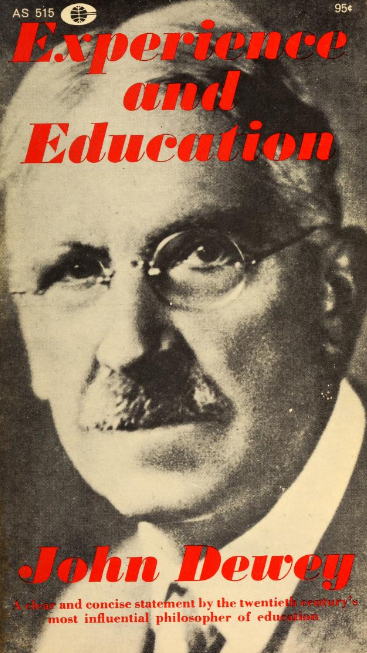 AS 515
95¢
Experience
and
Education
John Dewey
A clear and concise statement by the twentieth century's
most influential philosopher of education